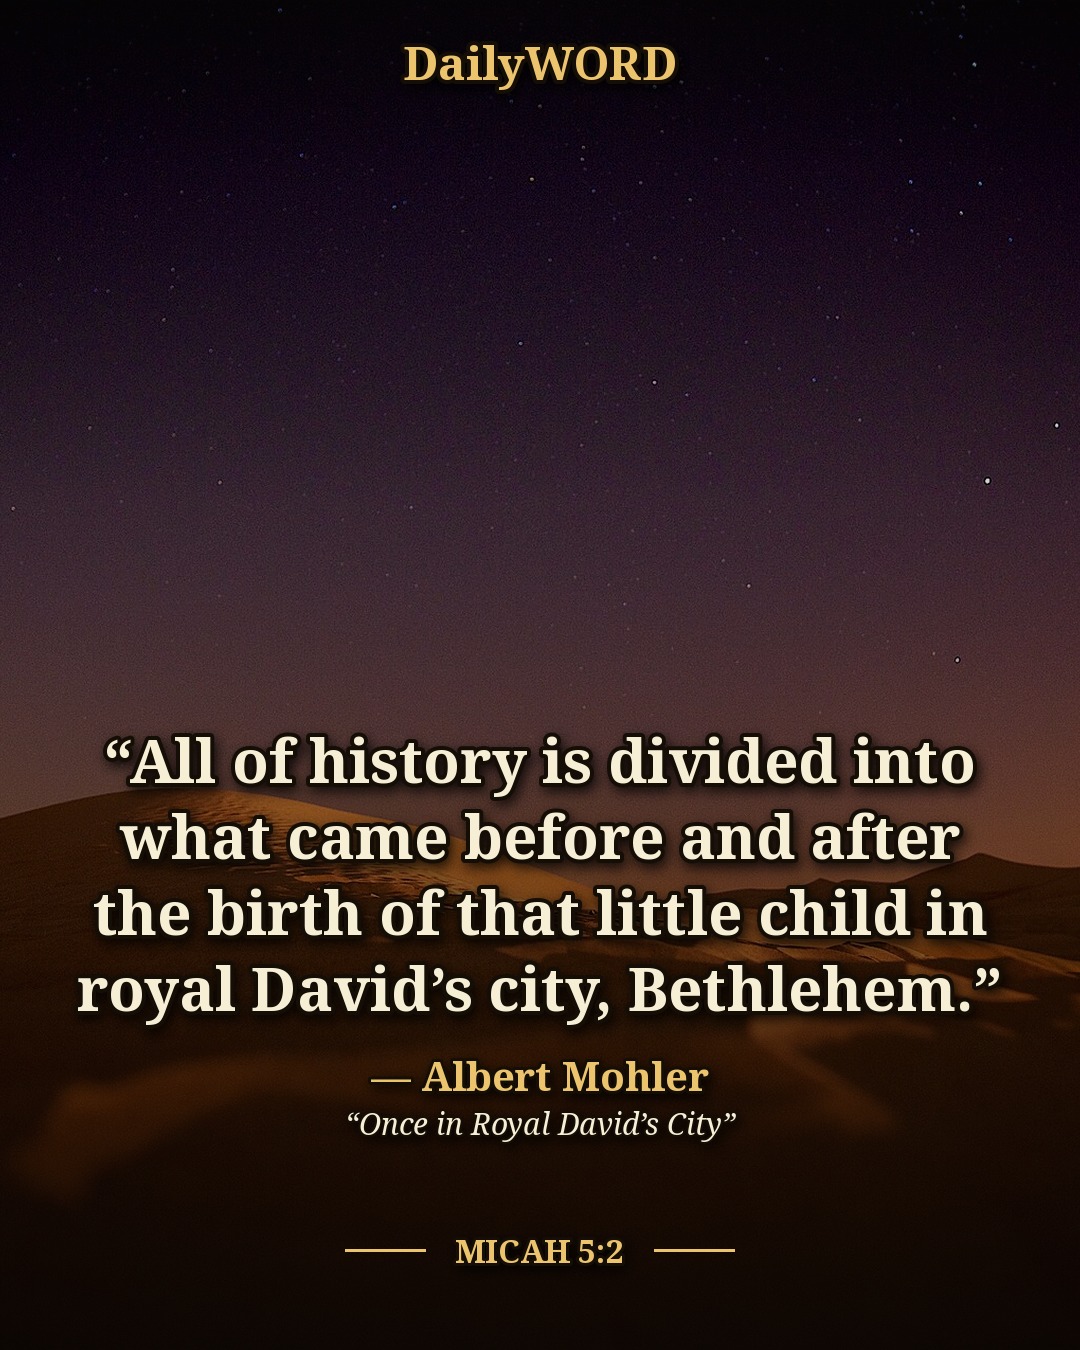 DailyWORD
“All of history is divided into
what came before and after
the birth of that little child in
royal David’s city, Bethlehem.”
— Albert Mohler
“Once in Royal David’s City”
MICAH 5:2